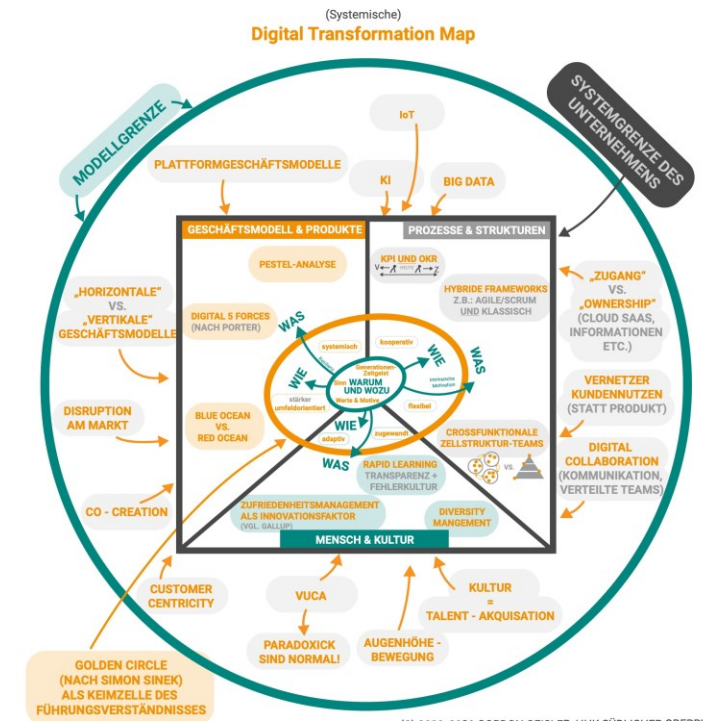 (Systemische)
Digital Transformation Map
MODELLGRENZE
SYSTEMGRENZE DES
UNTERNEHMENS
IoT
PLATTFORMGESCHÄFTSMODELLE
KI
BIG DATA
GESCHÄFTSMODELL & PRODUKTE
PROZESSE & STRUKTUREN
PESTEL-ANALYSE
KPI UND OKR
HYBRIDE FRAMEWORKS
Z.B.: AGILE/SCRUM
UND KLASSISCH
„HORIZONTALE"
VS.
„VERTIKALE"
GESCHÄFTSMODELLE
DIGITAL 5 FORCES
(NACH PORTER)
„ZUGANG"
VS.
„OWNERSHIP"
(CLOUD SAAS,
INFORMATIONEN
ETC.)
WAS
systemisch
kooperativ
WIE
WAS
Generationen-
Zeitgeist
Sinn
WARUM
UND WOZU
Werte & Motive
intrinsische
Motivation
WIE
stärker
umfeldorientiert
flexibel
WIE
adaptiv
zugewandt
WAS
DISRUPTION
AM MARKT
BLUE OCEAN
VS.
RED OCEAN
VERNETZER
KUNDENNUTZEN
(STATT PRODUKT)
CROSSFUNKTIONALE
ZELLSTRUKTUR-TEAMS
VS.
DIGITAL
COLLABORATION
(KOMMUNIKATION,
VERTEILTE TEAMS)
RAPID LEARNING
TRANSPARENZ +
FEHLERKULTUR
CO - CREATION
ZUFRIEDENHEITSMANAGEMENT
ALS INNOVATIONSFAKTOR
(VGL. GALLUP)
DIVERSITY
MANGEMENT
MENSCH & KULTUR
CUSTOMER
CENTRICITY
VUCA
KULTUR
=
TALENT - AKQUISATION
PARADOXICK
SIND NORMAL!
AUGENHÖHE -
BEWEGUNG
GOLDEN CIRCLE
(NACH SIMON SINEK)
ALS KEIMZELLE DES
FÜHRUNGSVERSTÄNDNISSES